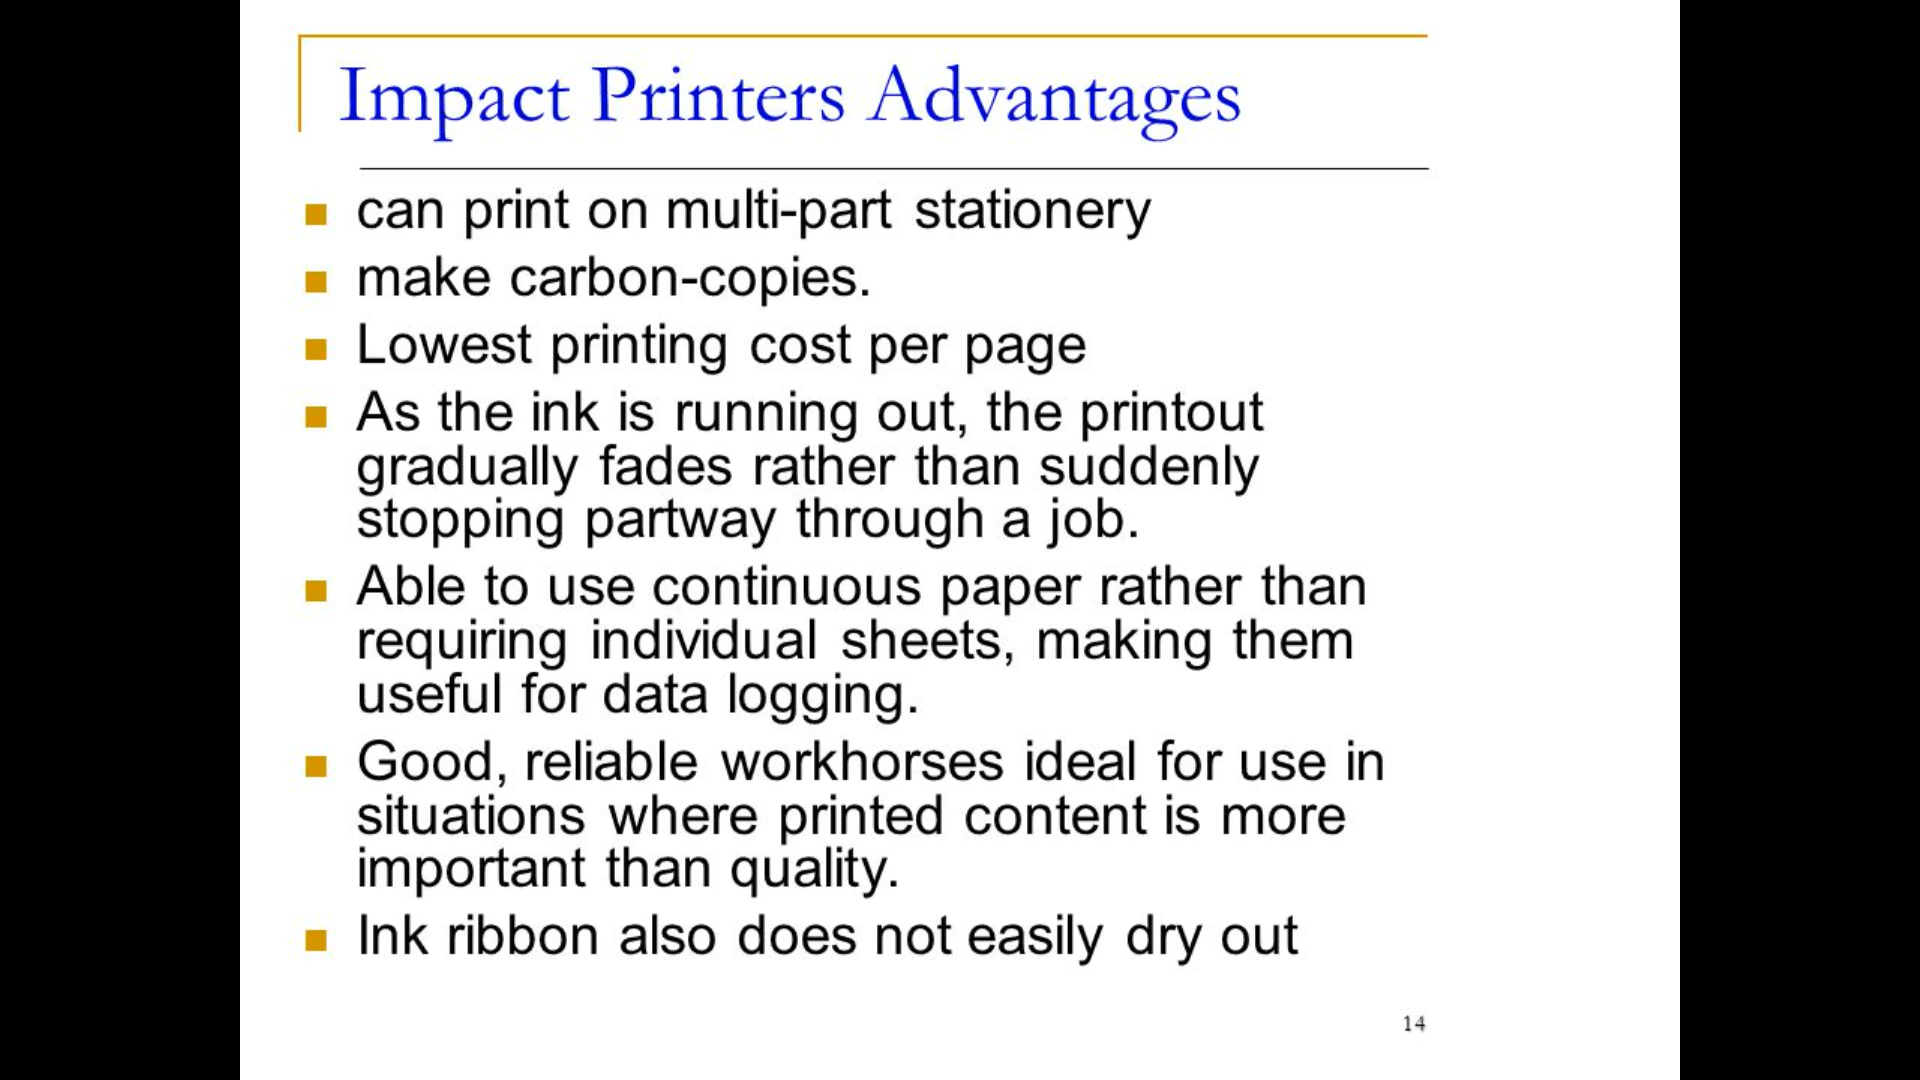 Impact Printers Advantages
can print on multi-part stationery
make carbon-copies.
Lowest printing cost per page
As the ink is running out, the printout
gradually fades rather than suddenly
stopping partway through a job.
Able to use continuous paper rather than
requiring individual sheets, making them
useful for data logging.
Good, reliable workhorses ideal for use in
situations where printed content is more
important than quality.
Ink ribbon also does not easily dry out
14